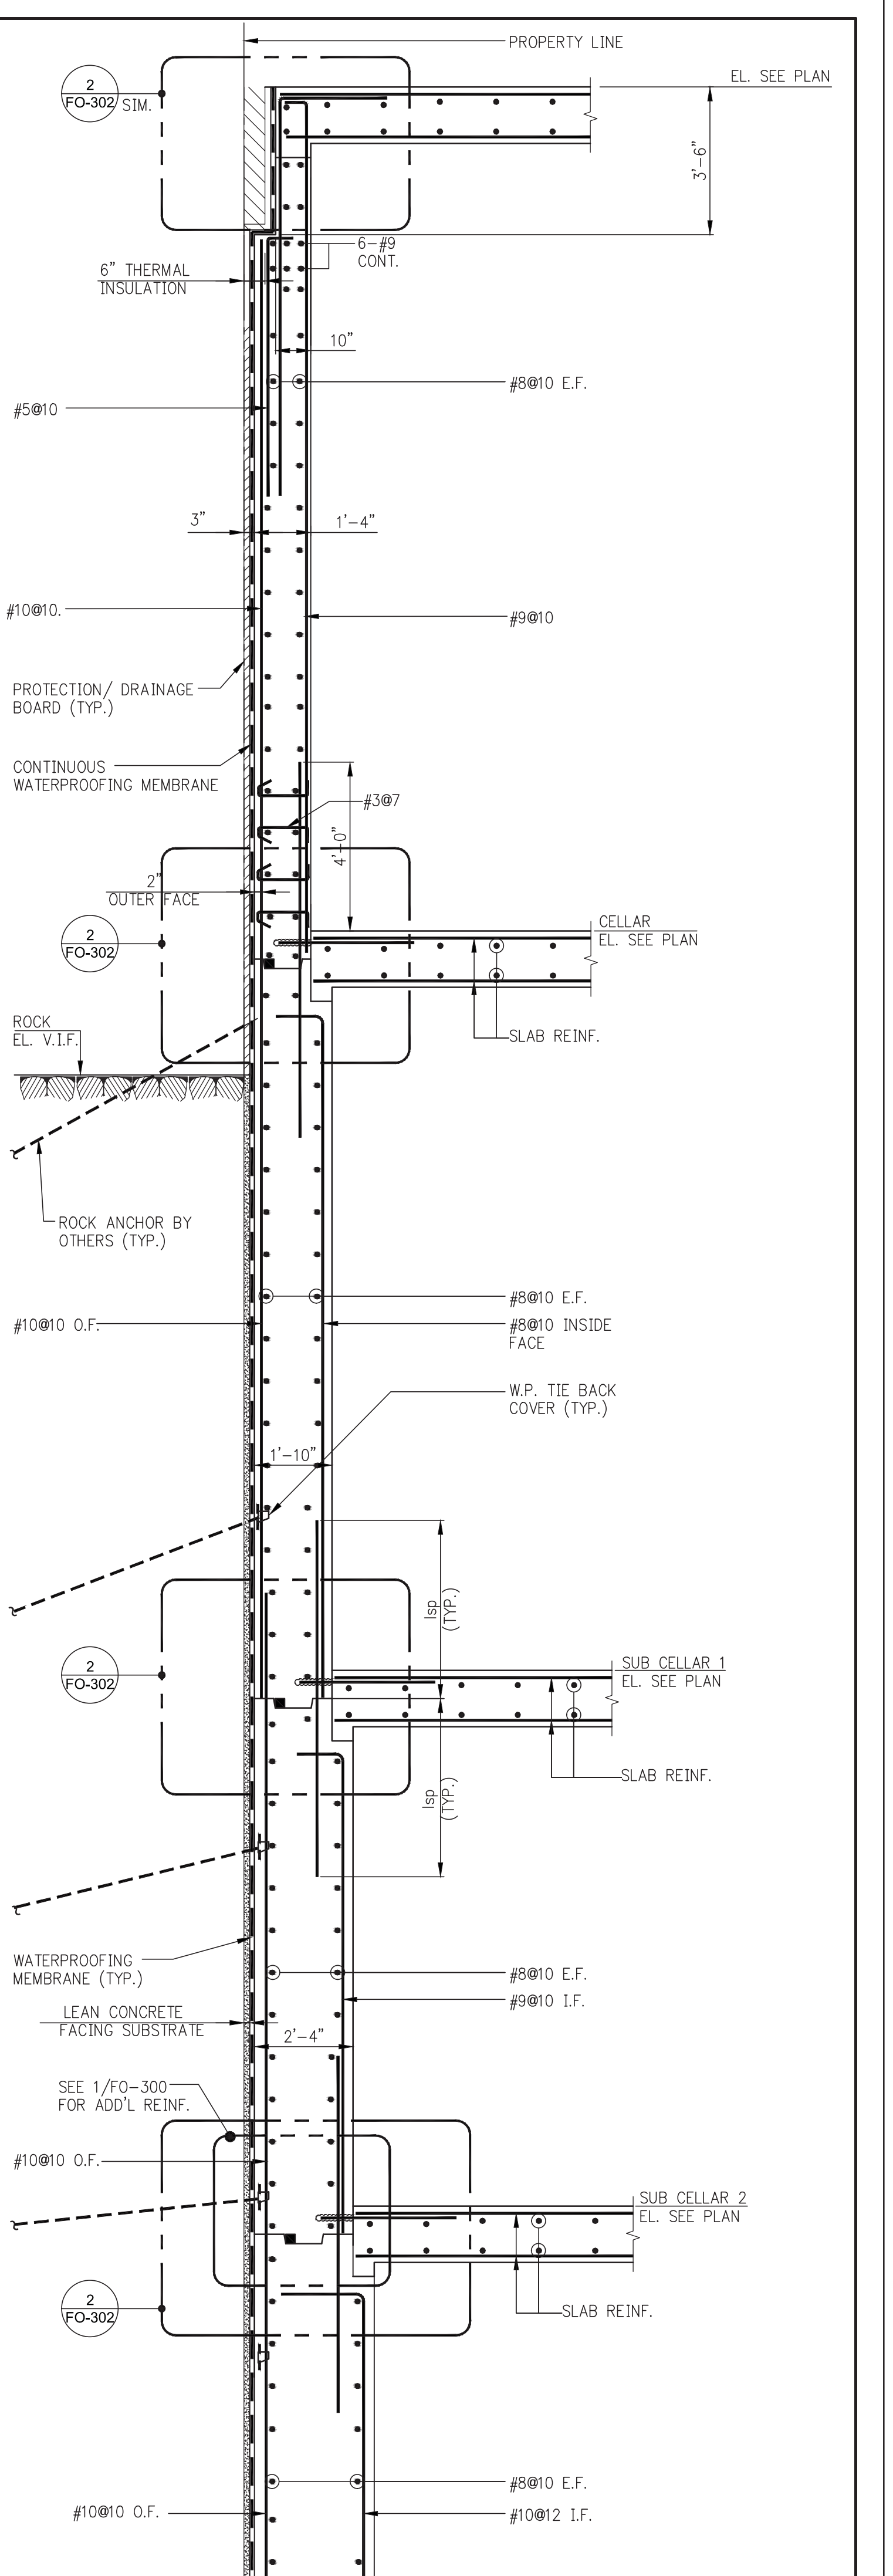 PROPERTY LINE
EL. SEE PLAN
2
FO-302 SIM.
3'-6"
6-#9
CONT.
6" THERMAL
INSULATION
10"
#8@10 E.F.
#5@10
3"
1'-4"
#10@10.
#9@10
PROTECTION/ DRAINAGE
BOARD (TYP.)
CONTINUOUS
WATERPROOFING MEMBRANE
#3@7
4'-0"
2"
OUTER FACE
CELLAR
EL. SEE PLAN
2
FO-302
ROCK
EL. V.I.F.
SLAB REINF.
ROCK ANCHOR BY
OTHERS (TYP.)
#8@10 E.F.
#10@10 O.F.
#8@10 INSIDE
FACE
W.P. TIE BACK
COVER (TYP.)
1'-10"
lsp
(TYP.)
2
FO-302
SUB CELLAR 1
EL. SEE PLAN
SLAB REINF.
lsp
(TYP.)
WATERPROOFING
MEMBRANE (TYP.)
#8@10 E.F.
#9@10 I.F.
LEAN CONCRETE
FACING SUBSTRATE
2'-4"
SEE 1/FO-300
FOR ADD'L REINF.
#10@10 O.F.
SUB CELLAR 2
EL. SEE PLAN
2
FO-302
SLAB REINF.
#8@10 E.F.
#10@10 O.F.
#10@12 I.F.